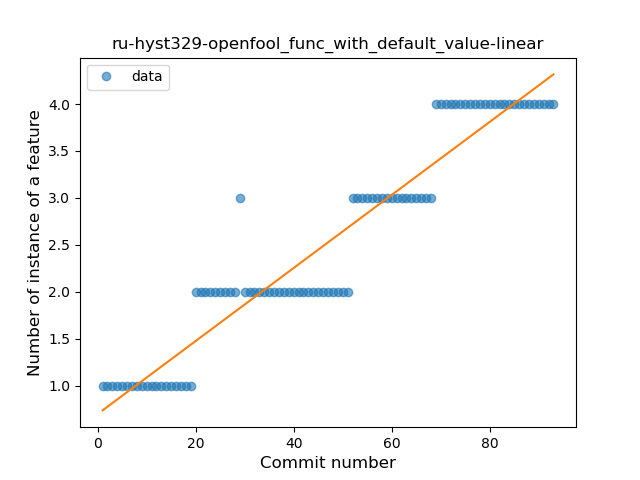 ru-hyst329-openfool_func_with_default_value-linear
data
4.0
3.5
3.0
2.5
2.0
1.5
1.0
Number of instance of a feature
0 20 40 60 80
Commit number